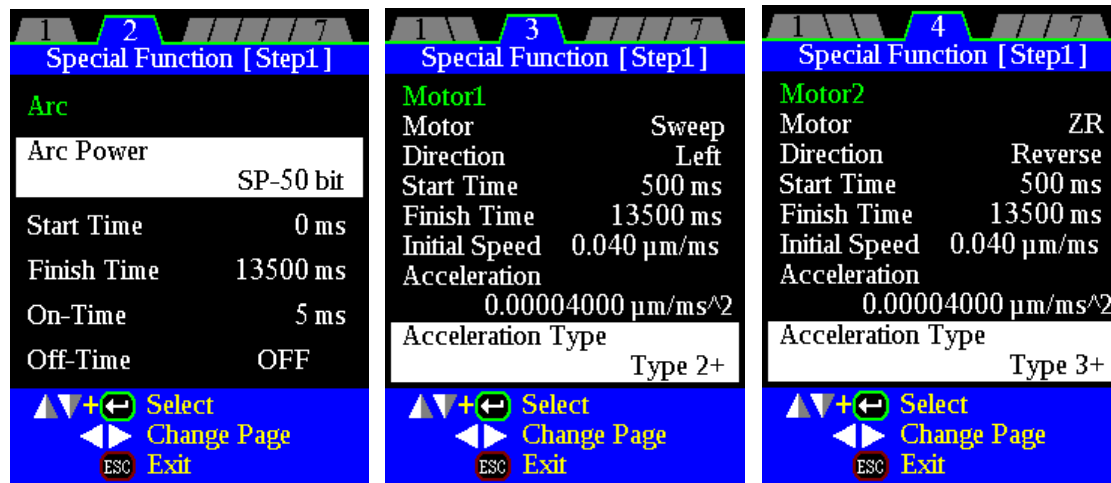 1 2 7
Special Function [Step1]
Arc
Arc Power
SP-50 bit
Start Time 0 ms
Finish Time 13500 ms
On-Time 5 ms
Off-Time OFF
+ Select
Change Page
ESC Exit
1 3 7
Special Function [Step1]
Motor1
Motor Sweep
Direction Left
Start Time 500 ms
Finish Time 13500 ms
Initial Speed 0.040 µm/ms
Acceleration
0.00004000 µm/ms^2
Acceleration Type
Type 2+
+ Select
Change Page
ESC Exit
1 4 7
Special Function [Step1]
Motor2
Motor ZR
Direction Reverse
Start Time 500 ms
Finish Time 13500 ms
Initial Speed 0.040 µm/ms
Acceleration
0.00004000 µm/ms^2
Acceleration Type
Type 3+
+ Select
Change Page
ESC Exit